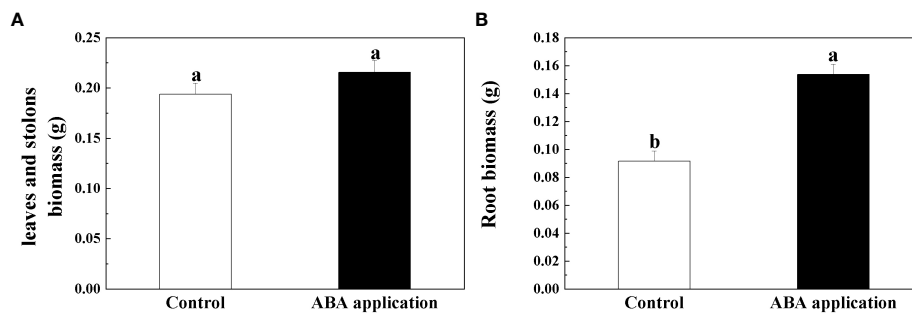 A
leaves and stolons
biomass (g)
0.25
0.20
0.15
0.10
0.05
0.00
a
a
Control
ABA application
B
Root biomass (g)
0.18
0.16
0.14
0.12
0.10
0.08
0.06
0.04
0.02
0.00
b
a
Control
ABA application